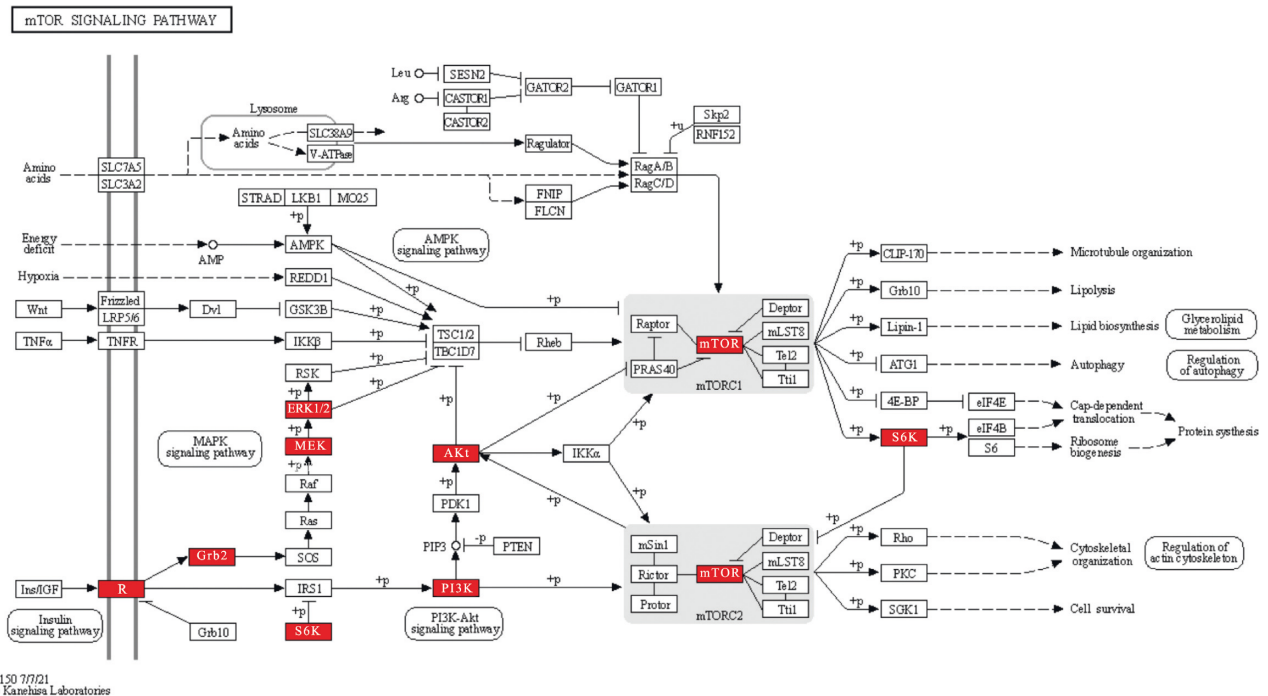 mTOR SIGNALING PATHWAY
Leu
SESN2
GATOR2
GATOR1
Arg
CASTOR1
CASTOR2
Lysosome
Amino
acids
SLC38A9
V-ATPase
Ragulator
Skp2
RNF152
+u
RagA/B
RagC/D
Amino
acids
SLC7A5
SLC3A2
FNIP
FLCN
STRAD
LKB1
MO25
+p
Energy
deficit
AMP
AMPK
AMPK
signaling pathway
+p
+p
Hypoxia
REDD1
Wnt
Frizzled
LRP5/6
Dvl
GSK3B
+p
TNFα
TNFR
IKKβ
+p
TSC1/2
TBC1D7
Rheb
RSK
+p
+p
ERK1/2
+p
+p
MEK
+p
MAPK
signaling pathway
Raf
Ras
SOS
Grb2
Ins/IGF
R
IRS1
+p
PI3K
+p
+p
S6K
Grb10
Insulin
signaling pathway
PI3K-Akt
signaling pathway
PIP3
-p
PTEN
PDK1
+p
AKt
+p
+p
IKKα
+p
+p
+p
Raptor
mTOR
Deptor
mLST8
Tel2
Tti1
PRAS40
mTORC1
mSin1
Rictor
Protor
mTOR
Deptor
mLST8
Tel2
Tti1
mTORC2
+p
CLIP-170
Microtubule organization
+p
Grb10
Lipolysis
+p
Lipin-1
Lipid biosynthesis
Glycerolipid
metabolism
+p
ATG1
Autophagy
Regulation
of autophagy
+p
4E-BP
eIF4E
Cap-dependent
translocation
+p
S6K
+p
eIF4B
S6
Ribosome
biogenesis
Protein systhesis
+p
+p
Rho
Cytoskeletal
organization
Regulation of
actin cytoskeleton
+p
PKC
+p
SGK1
Cell survival
150 7/7/21
Kanehisa Laboratories